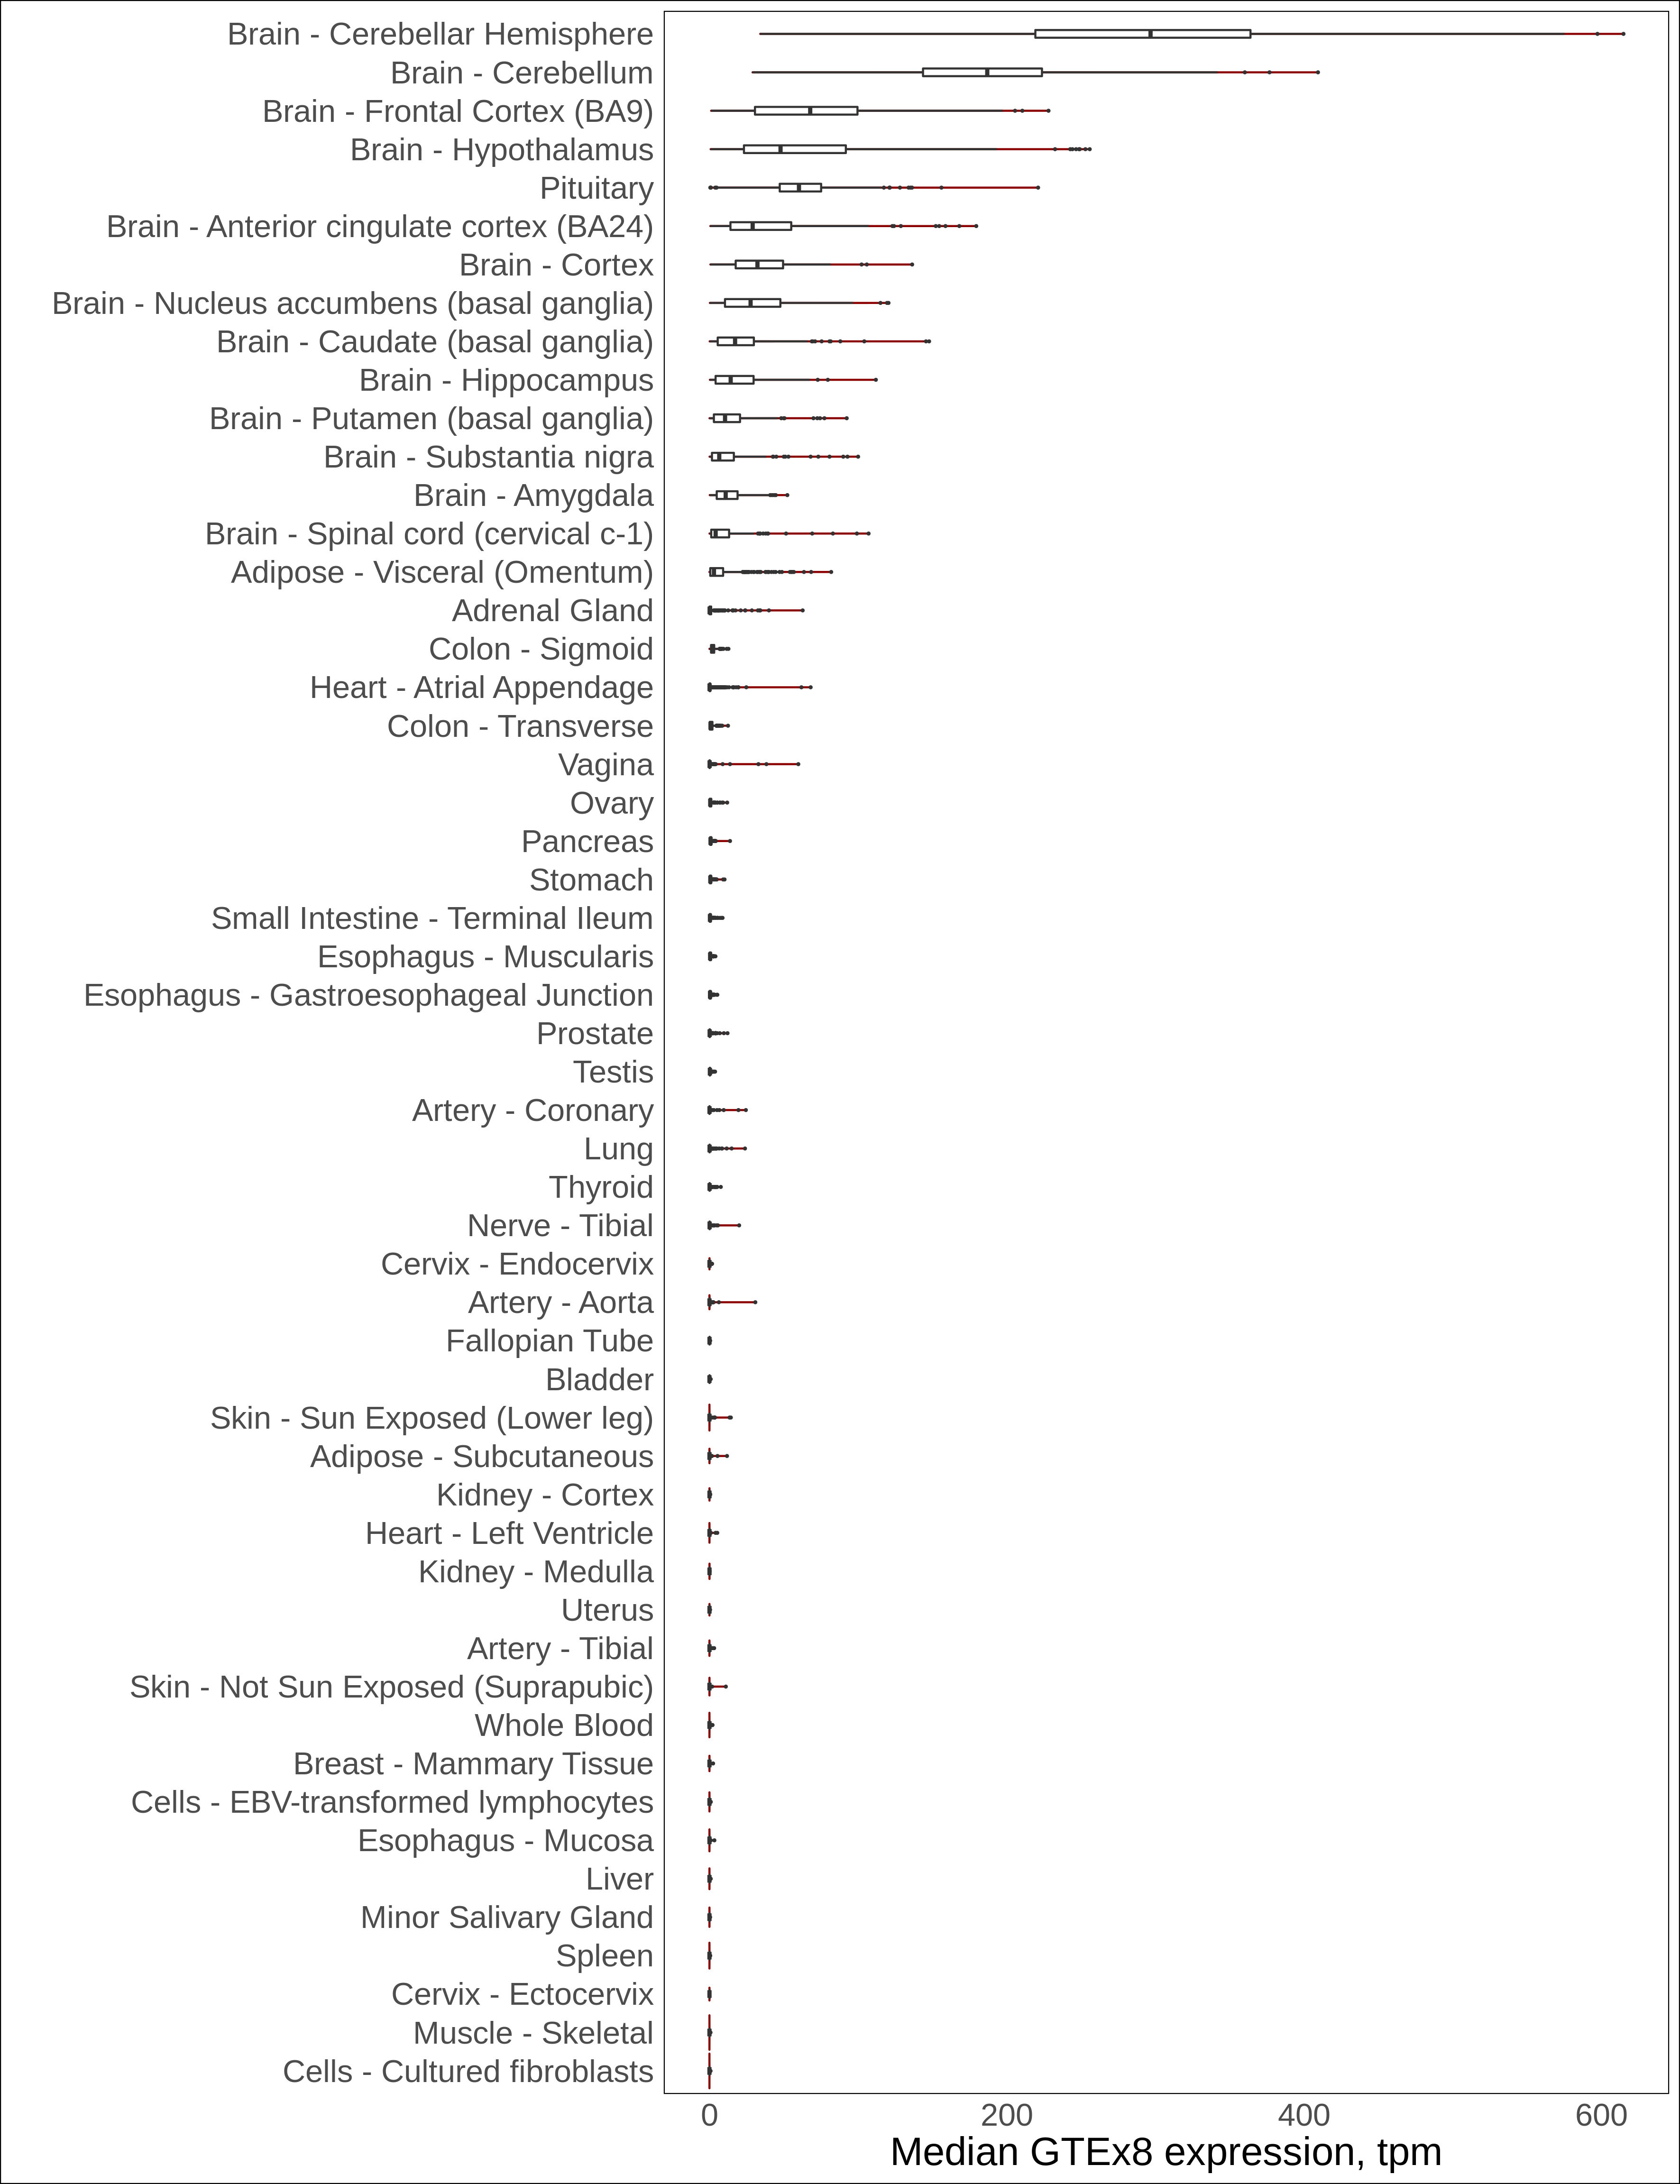 Brain - Cerebellar Hemisphere
Brain - Cerebellum
Brain - Frontal Cortex (BA9)
Brain - Hypothalamus
Pituitary
Brain - Anterior cingulate cortex (BA24)
Brain - Cortex
Brain - Nucleus accumbens (basal ganglia)
Brain - Caudate (basal ganglia)
Brain - Hippocampus
Brain - Putamen (basal ganglia)
Brain - Substantia nigra
Brain - Amygdala
Brain - Spinal cord (cervical c-1)
Adipose - Visceral (Omentum)
Adrenal Gland
Colon - Sigmoid
Heart - Atrial Appendage
Colon - Transverse
Vagina
Ovary
Pancreas
Stomach
Small Intestine - Terminal Ileum
Esophagus - Muscularis
Esophagus - Gastroesophageal Junction
Prostate
Testis
Artery - Coronary
Lung
Thyroid
Nerve - Tibial
Cervix - Endocervix
Artery - Aorta
Fallopian Tube
Bladder
Skin - Sun Exposed (Lower leg)
Adipose - Subcutaneous
Kidney - Cortex
Heart - Left Ventricle
Kidney - Medulla
Uterus
Artery - Tibial
Skin - Not Sun Exposed (Suprapubic)
Whole Blood
Breast - Mammary Tissue
Cells - EBV-transformed lymphocytes
Esophagus - Mucosa
Liver
Minor Salivary Gland
Spleen
Cervix - Ectocervix
Muscle - Skeletal
Cells - Cultured fibroblasts
0 200 400 600
Median GTEx8 expression, tpm